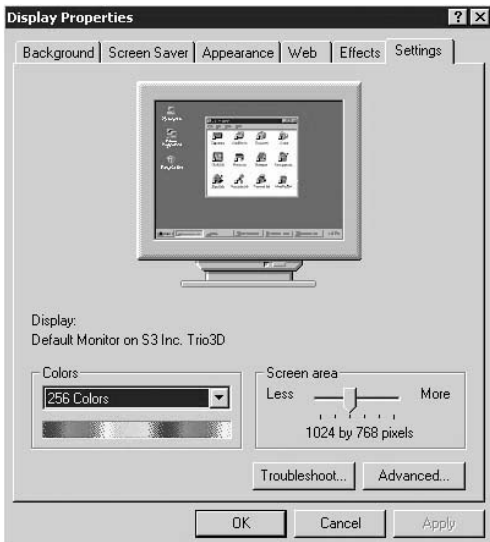 Display Properties
Background Screen Saver Appearance Web Effects Settings
Display:
Default Monitor on S3 Inc. Trio3D
Colors
256 Colors
Screen area
Less More
1024 by 768 pixels
Troubleshoot... Advanced...
OK Cancel Apply